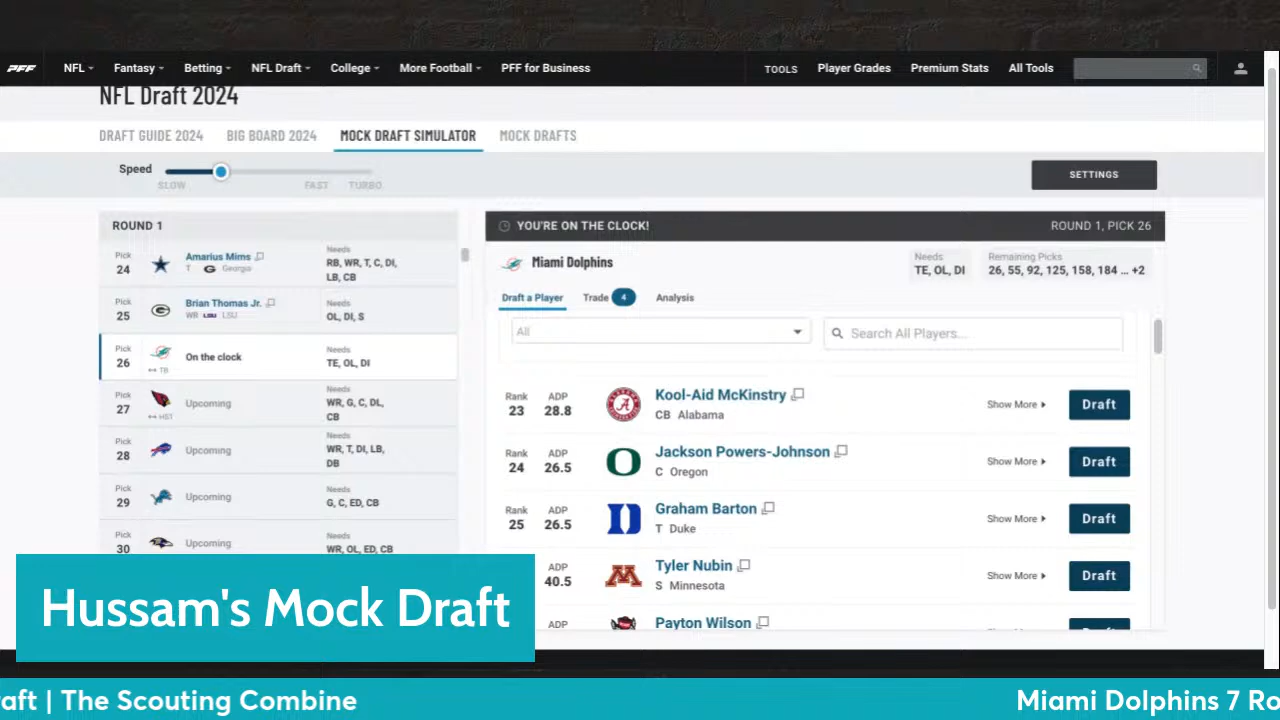 PFF NFL Fantasy Betting NFL Draft College More Football PFF for Business TOOLS Player Grades Premium Stats All Tools
NFL Draft 2024
DRAFT GUIDE 2024 BIG BOARD 2024 MOCK DRAFT SIMULATOR MOCK DRAFTS
Speed
SLOW FAST TURBO
SETTINGS
ROUND 1
Pick 24
Amarius Mims
T G Georgia
Needs
RB, WR, T, C, DI,
LB, CB
Pick 25
Brian Thomas Jr.
WR LSU LSU
Needs
OL, DI, S
Pick 26
TB
On the clock
Needs
TE, OL, DI
Pick 27
HST
Upcoming
Needs
WR, G, C, DL,
CB
Pick 28
Upcoming
Needs
WR, T, DI, LB,
DB
Pick 29
Upcoming
Needs
G, C, ED, CB
Pick 30
Upcoming
Needs
WR, OL, ED, CB
YOU'RE ON THE CLOCK! ROUND 1, PICK 26
Miami Dolphins
Needs
TE, OL, DI
Remaining Picks
26, 55, 92, 125, 158, 184 ... +2
Draft a Player Trade 4 Analysis
All Search All Players...
Rank 23 ADP 28.8
Kool-Aid McKinstry
CB Alabama
Show More Draft
Rank 24 ADP 26.5
Jackson Powers-Johnson
C Oregon
Show More Draft
Rank 25 ADP 26.5
Graham Barton
T Duke
Show More Draft
ADP 40.5
Tyler Nubin
S Minnesota
Show More Draft
ADP
Payton Wilson
Hussam's Mock Draft
raft | The Scouting Combine Miami Dolphins 7 Ro